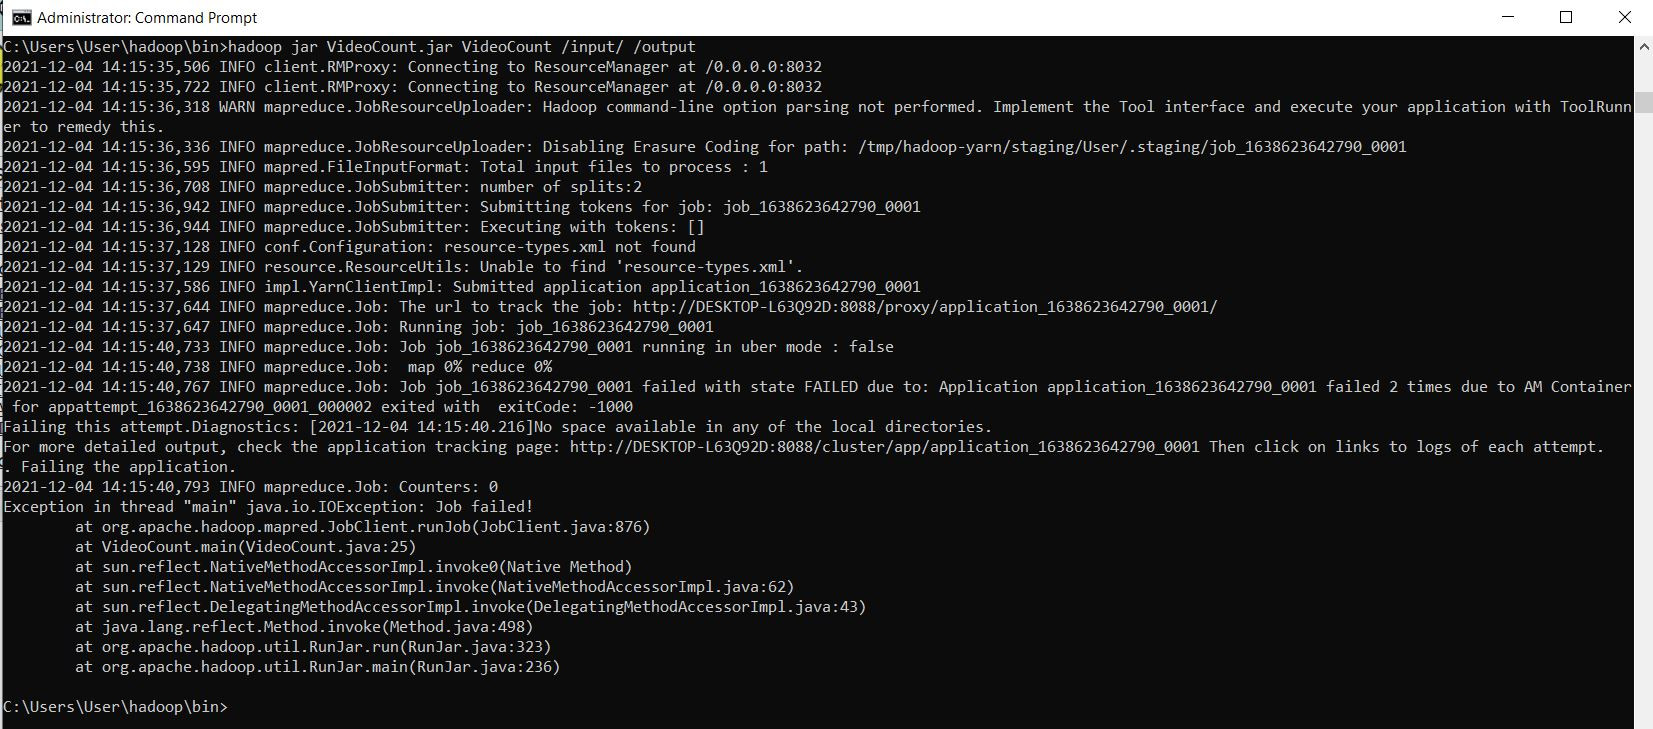 Administrator: Command Prompt
C:\Users\User\hadoop\bin>hadoop jar VideoCount.jar VideoCount /input/ /output
2021-12-04 14:15:35,506 INFO client.RMProxy: Connecting to ResourceManager at /0.0.0.0:8032
2021-12-04 14:15:35,722 INFO client.RMProxy: Connecting to ResourceManager at /0.0.0.0:8032
2021-12-04 14:15:36,318 WARN mapreduce.JobResourceUploader: Hadoop command-line option parsing not performed. Implement the Tool interface and execute your application with ToolRunn
er to remedy this.
2021-12-04 14:15:36,336 INFO mapreduce.JobResourceUploader: Disabling Erasure Coding for path: /tmp/hadoop-yarn/staging/User/.staging/job_1638623642790_0001
2021-12-04 14:15:36,595 INFO mapred.FileInputFormat: Total input files to process : 1
2021-12-04 14:15:36,708 INFO mapreduce.JobSubmitter: number of splits:2
2021-12-04 14:15:36,942 INFO mapreduce.JobSubmitter: Submitting tokens for job: job_1638623642790_0001
2021-12-04 14:15:36,944 INFO mapreduce.JobSubmitter: Executing with tokens: []
2021-12-04 14:15:37,128 INFO conf.Configuration: resource-types.xml not found
2021-12-04 14:15:37,129 INFO resource.ResourceUtils: Unable to find 'resource-types.xml'.
2021-12-04 14:15:37,586 INFO impl.YarnClientImpl: Submitted application application_1638623642790_0001
2021-12-04 14:15:37,644 INFO mapreduce.Job: The url to track the job: http://DESKTOP-L63Q92D:8088/proxy/application_1638623642790_0001/
2021-12-04 14:15:37,647 INFO mapreduce.Job: Running job: job_1638623642790_0001
2021-12-04 14:15:40,733 INFO mapreduce.Job: Job job_1638623642790_0001 running in uber mode : false
2021-12-04 14:15:40,738 INFO mapreduce.Job:  map 0% reduce 0%
2021-12-04 14:15:40,767 INFO mapreduce.Job: Job job_1638623642790_0001 failed with state FAILED due to: Application application_1638623642790_0001 failed 2 times due to AM Container
 for appattempt_1638623642790_0001_000002 exited with  exitCode: -1000
Failing this attempt.Diagnostics: [2021-12-04 14:15:40.216]No space available in any of the local directories.
For more detailed output, check the application tracking page: http://DESKTOP-L63Q92D:8088/cluster/app/application_1638623642790_0001 Then click on links to logs of each attempt.
. Failing the application.
2021-12-04 14:15:40,793 INFO mapreduce.Job: Counters: 0
Exception in thread "main" java.io.IOException: Job failed!
        at org.apache.hadoop.mapred.JobClient.runJob(JobClient.java:876)
        at VideoCount.main(VideoCount.java:25)
        at sun.reflect.NativeMethodAccessorImpl.invoke0(Native Method)
        at sun.reflect.NativeMethodAccessorImpl.invoke(NativeMethodAccessorImpl.java:62)
        at sun.reflect.DelegatingMethodAccessorImpl.invoke(DelegatingMethodAccessorImpl.java:43)
        at java.lang.reflect.Method.invoke(Method.java:498)
        at org.apache.hadoop.util.RunJar.run(RunJar.java:323)
        at org.apache.hadoop.util.RunJar.main(RunJar.java:236)
C:\Users\User\hadoop\bin>